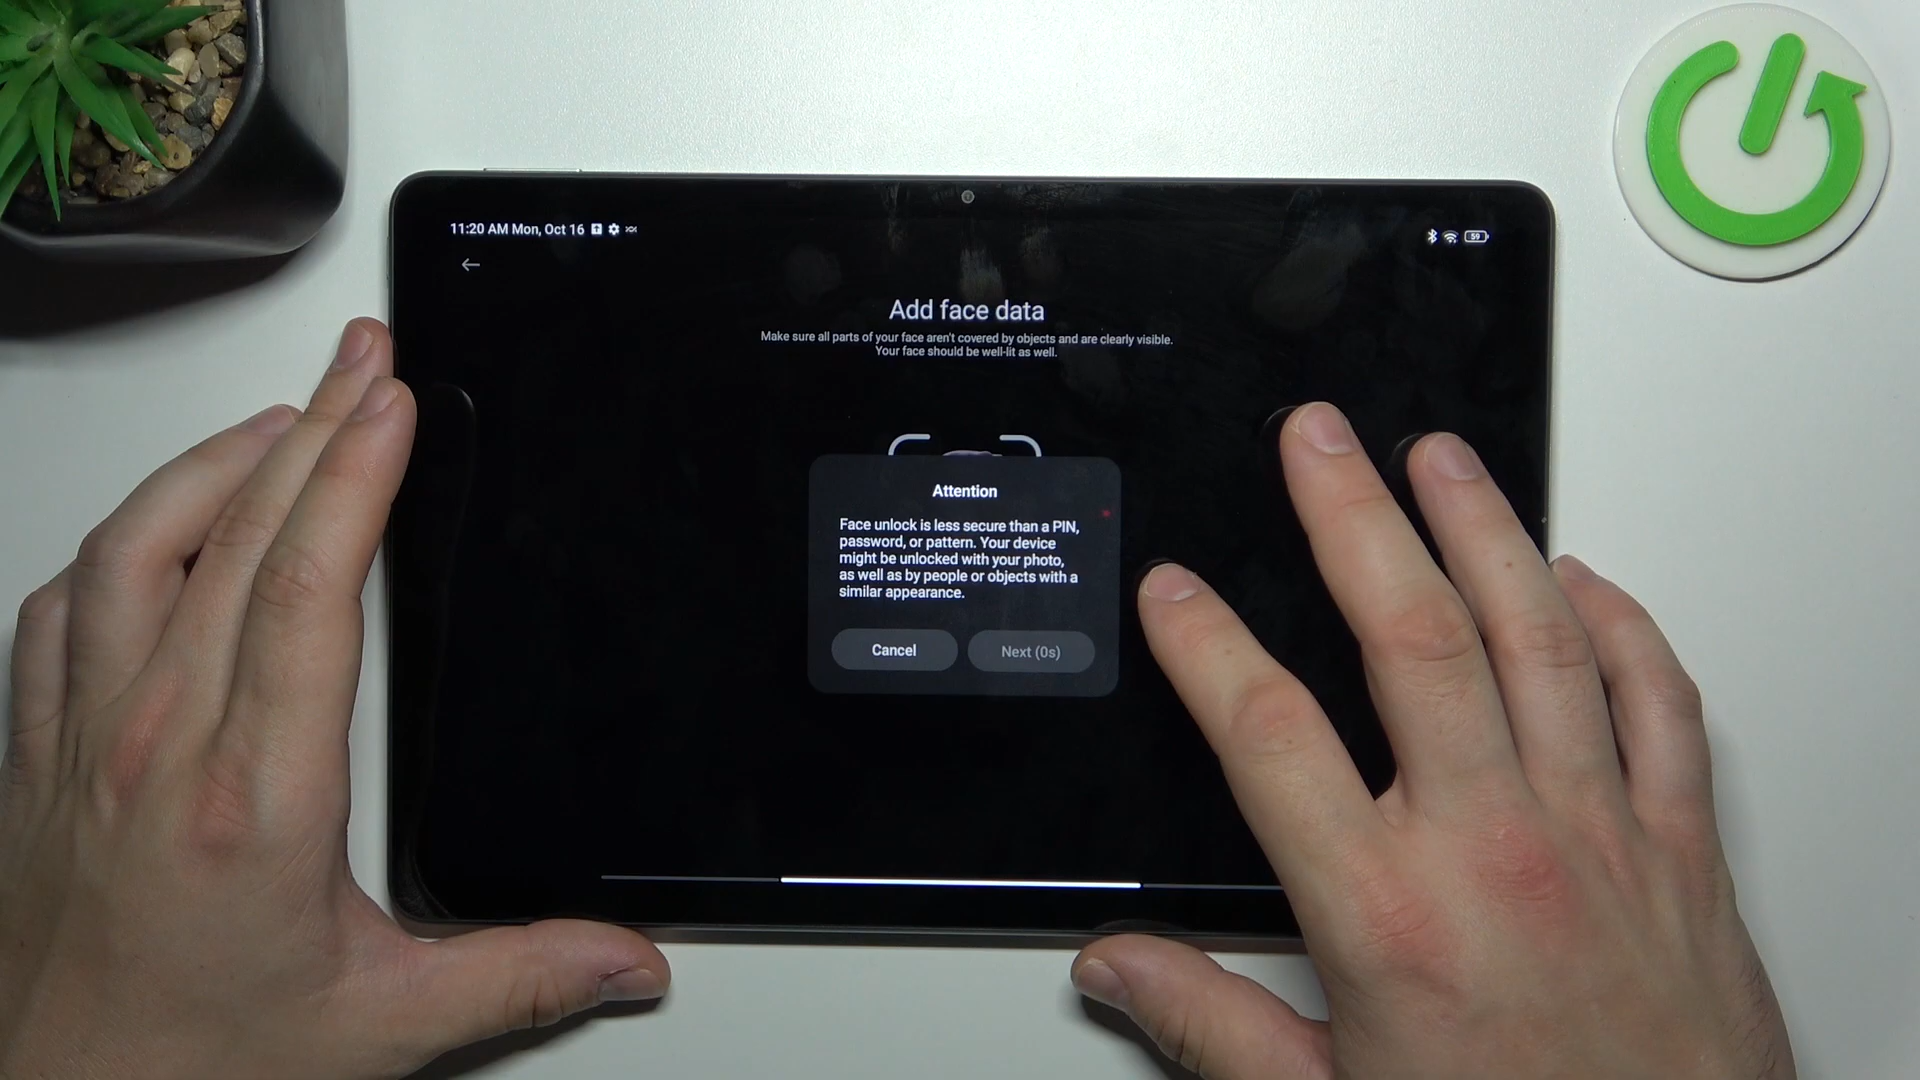 11:20 AM Mon, Oct 16
59
Add face data
Make sure all parts of your face aren't covered by objects and are clearly visible.
Your face should be well-lit as well.
Attention
Face unlock is less secure than a PIN,
password, or pattern. Your device
might be unlocked with your photo,
as well as by people or objects with a
similar appearance.
Cancel
Next (0s)